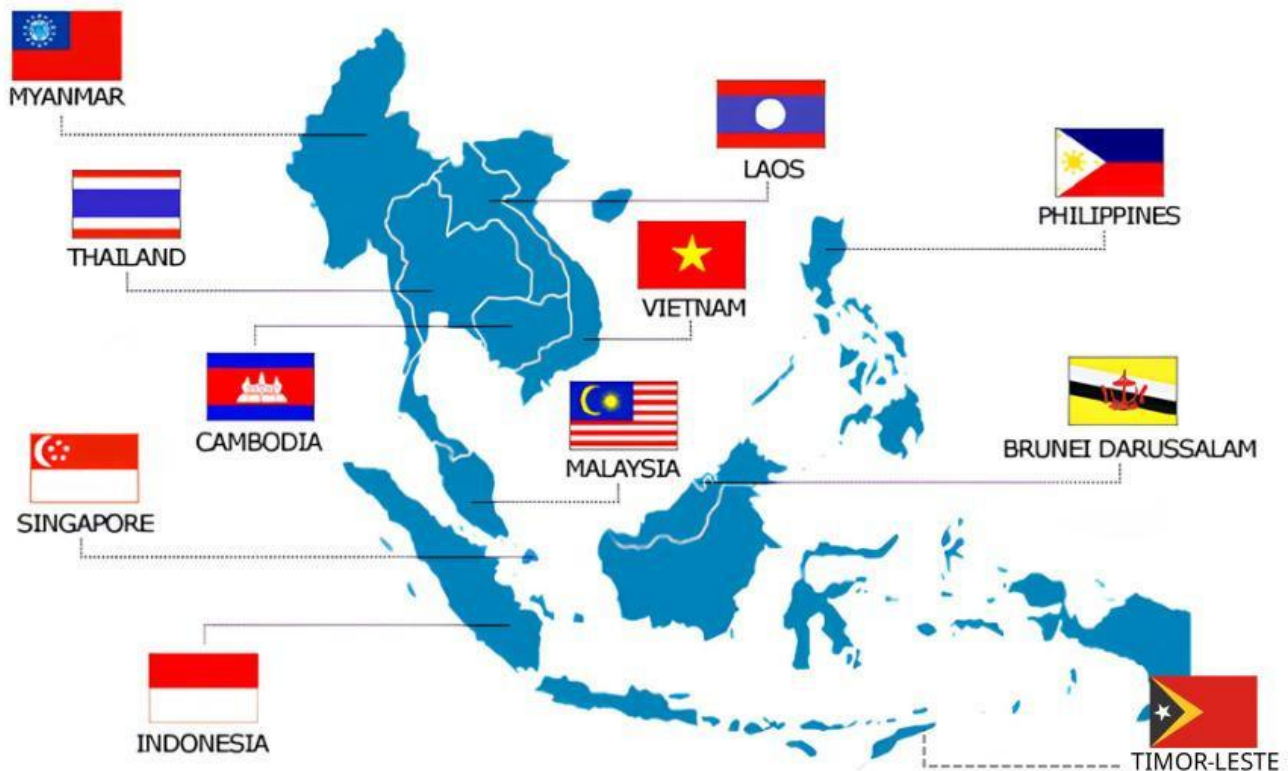 MYANMAR
LAOS
PHILIPPINES
THAILAND
VIETNAM
CAMBODIA
MALAYSIA
BRUNEI DARUSSALAM
SINGAPORE
INDONESIA
TIMOR-LESTE